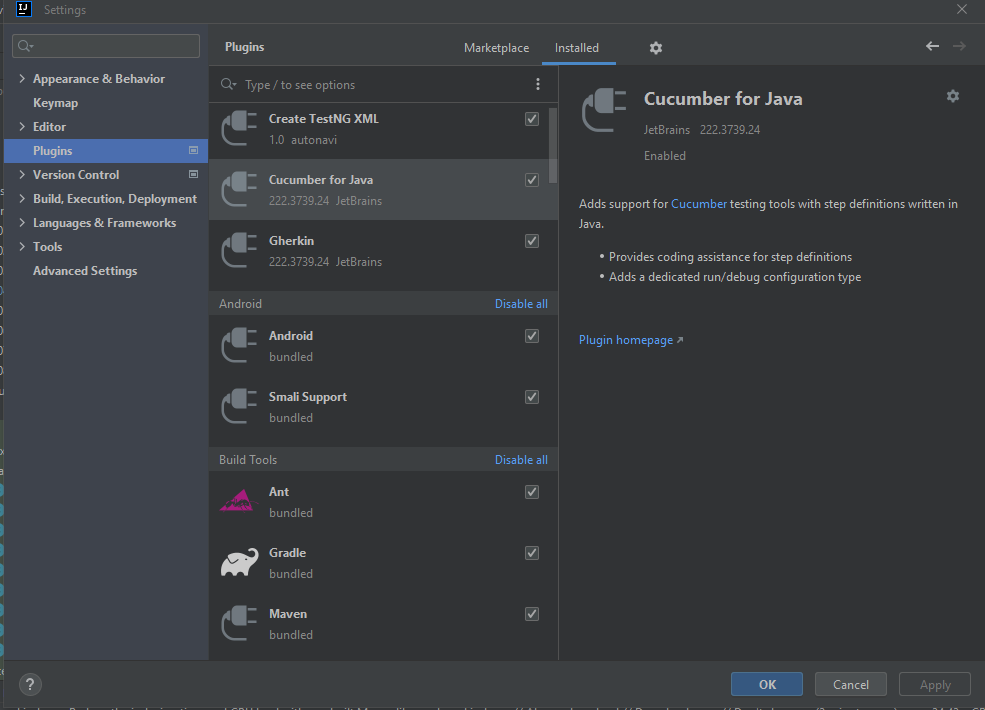 Settings
Plugins
Marketplace
Installed
Type / to see options
Appearance & Behavior
Keymap
Editor
Plugins
Version Control
Build, Execution, Deployment
Languages & Frameworks
Tools
Advanced Settings
Create TestNG XML
1.0 autonavi
Cucumber for Java
222.3739.24 JetBrains
Gherkin
222.3739.24 JetBrains
Android
Disable all
Android
bundled
Smali Support
bundled
Build Tools
Disable all
Ant
bundled
Gradle
bundled
Maven
bundled
Cucumber for Java
JetBrains 222.3739.24
Enabled
Adds support for Cucumber testing tools with step definitions written in
Java.
• Provides coding assistance for step definitions
• Adds a dedicated run/debug configuration type
Plugin homepage
?
OK
Cancel
Apply